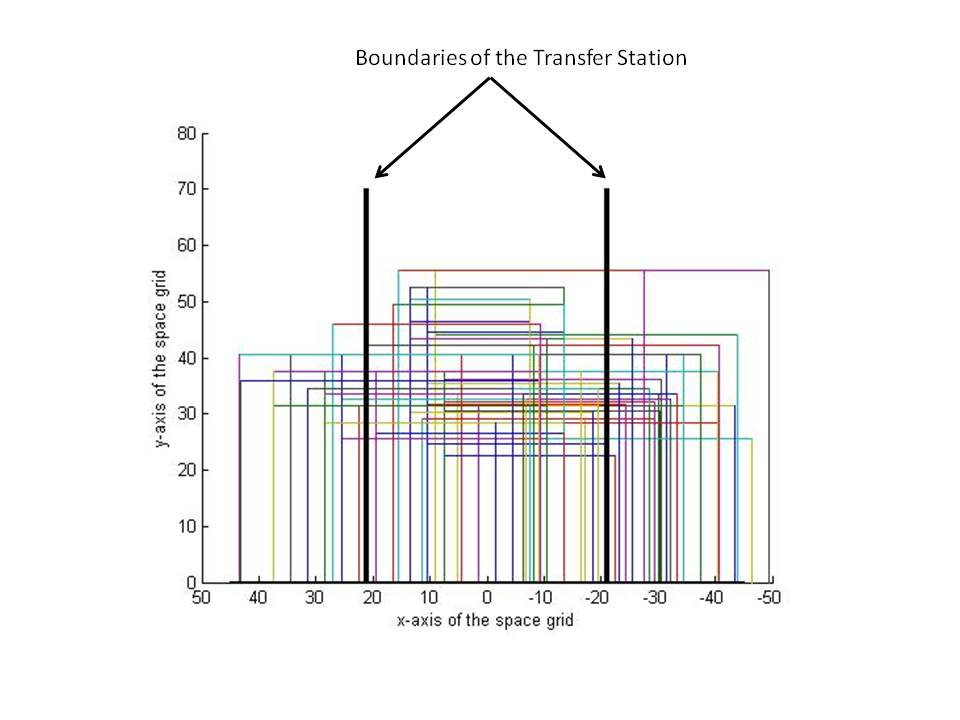 Boundaries of the Transfer Station
80
70
60
50
40
30
20
10
0
y-axis of the space grid
50 40 30 20 10 0 -10 -20 -30 -40 -50
x-axis of the space grid